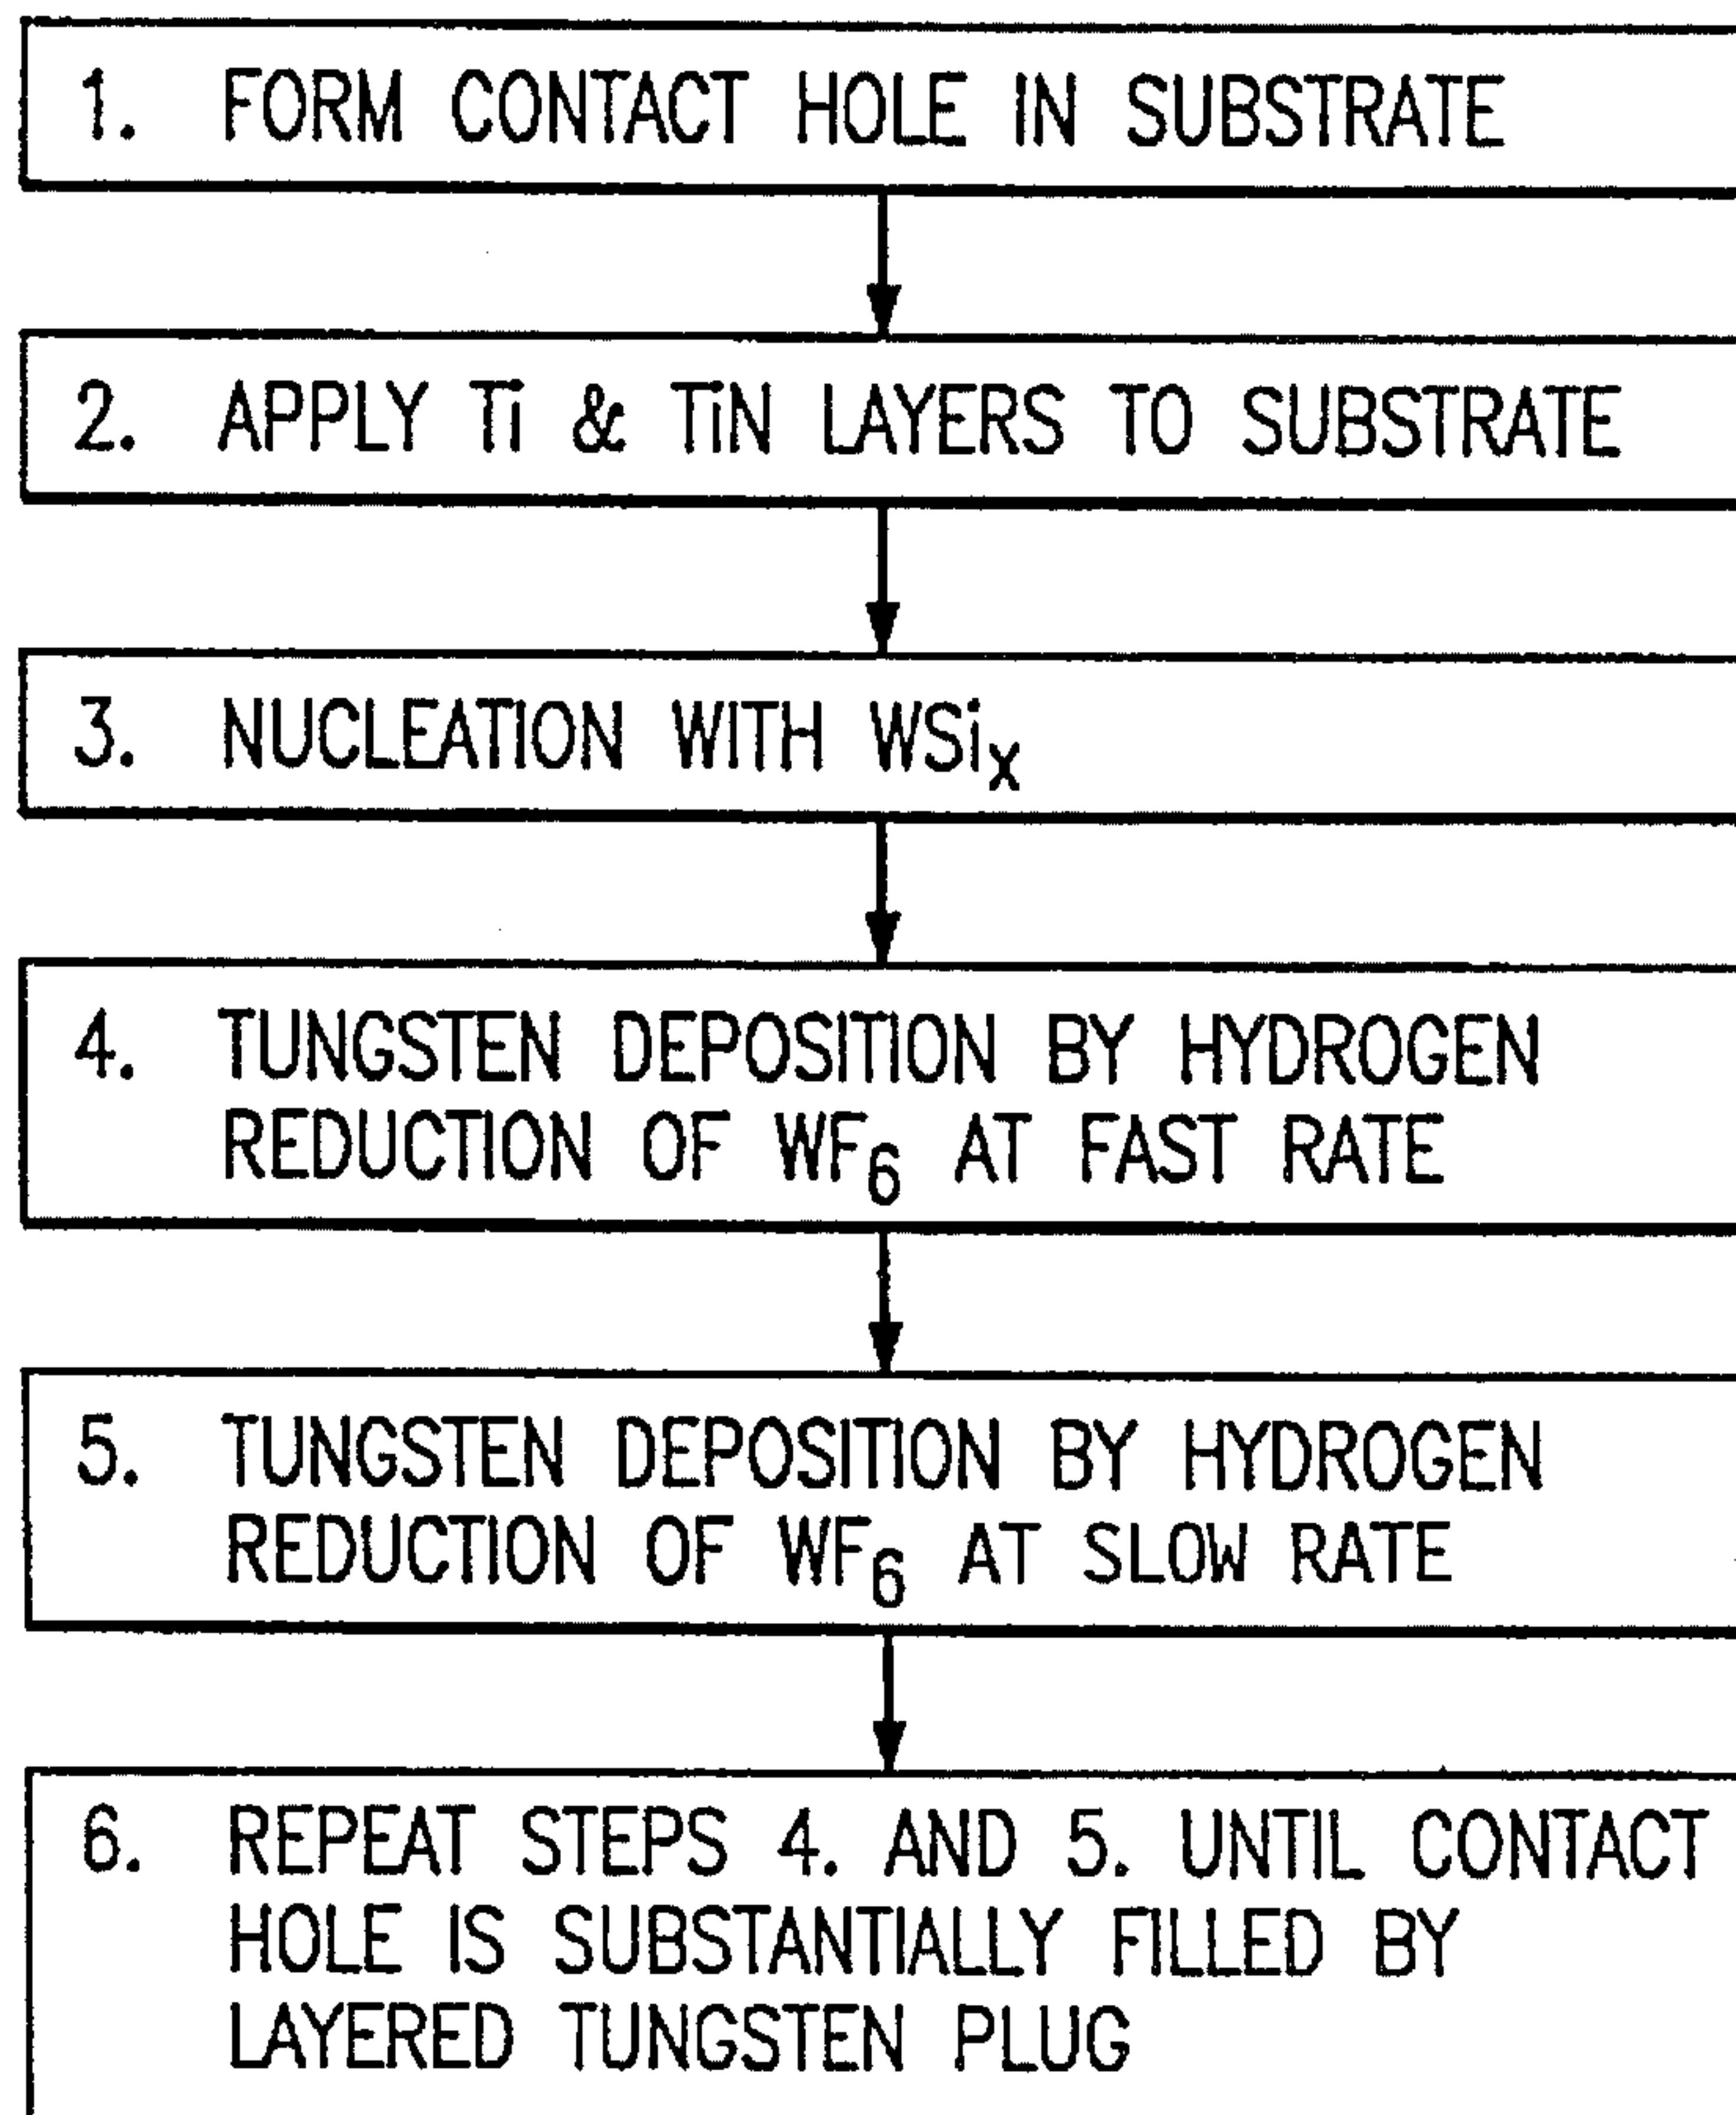 1. FORM CONTACT HOLE IN SUBSTRATE
2. APPLY Ti & TiN LAYERS TO SUBSTRATE
3. NUCLEATION WITH WSiₓ
4. TUNGSTEN DEPOSITION BY HYDROGEN
REDUCTION OF WF₆ AT FAST RATE
5. TUNGSTEN DEPOSITION BY HYDROGEN
REDUCTION OF WF₆ AT SLOW RATE
6. REPEAT STEPS 4. AND 5. UNTIL CONTACT
HOLE IS SUBSTANTIALLY FILLED BY
LAYERED TUNGSTEN PLUG